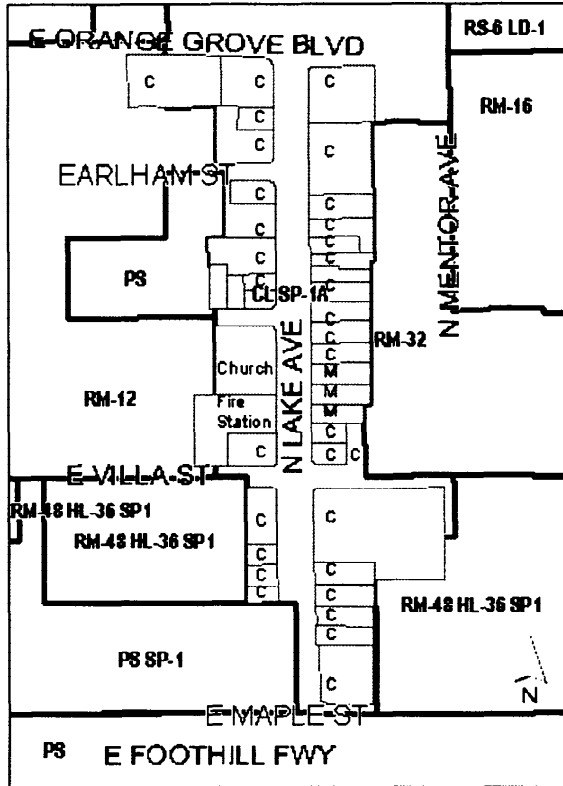 E ORANGE GROVE BLVD
RS-6 LD-1
C C C
RM-16
C
C C
EARLHAM ST
N MENTOR AVE
C C
C
C C
C
C C
PS
C
CL SP-1A
C
C
N LAKE AVE
C
RM-32
C
Church
M
RM-12
M
Fire
Station
M
C
C C C
E VILLA ST
RM-48 HL-36 SP1
C C
RM-48 HL-36 SP1
C
C C
C C
RM-48 HL-36 SP1
C
C
PS SP-1
C
N
E MAPLE ST
PS
E FOOTHILL FWY